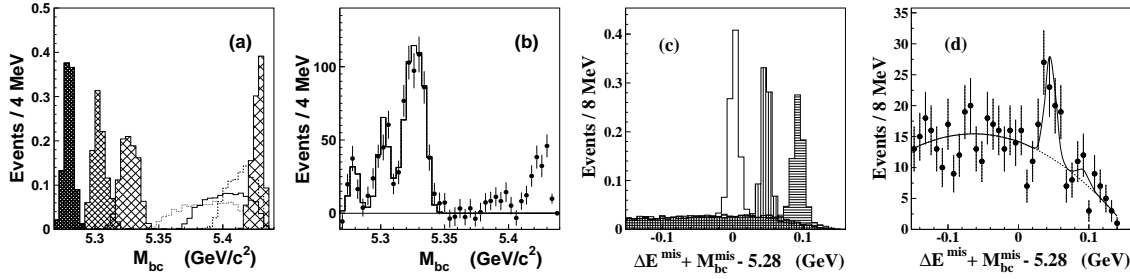 (a)
Events / 4 MeV
0.5
0.4
0.3
0.2
0.1
0
5.3
5.35
5.4
M_bc (GeV/c²)
(b)
Events / 4 MeV
100
50
0
5.3
5.35
5.4
M_bc (GeV/c²)
(c)
Events / 8 MeV
0.4
0.3
0.2
0.1
0
-0.1
0
0.1
ΔE^mis + M_bc^mis - 5.28 (GeV)
(d)
Events / 8 MeV
35
30
25
20
15
10
5
0
-0.1
0
0.1
ΔE^mis + M_bc^mis - 5.28 (GeV)